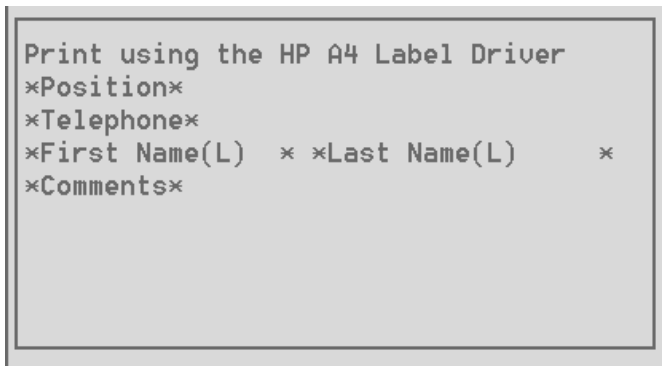 Print using the HP A4 Label Driver
*Position*
*Telephone*
*First Name(L)  * *Last Name(L)      *
*Comments*